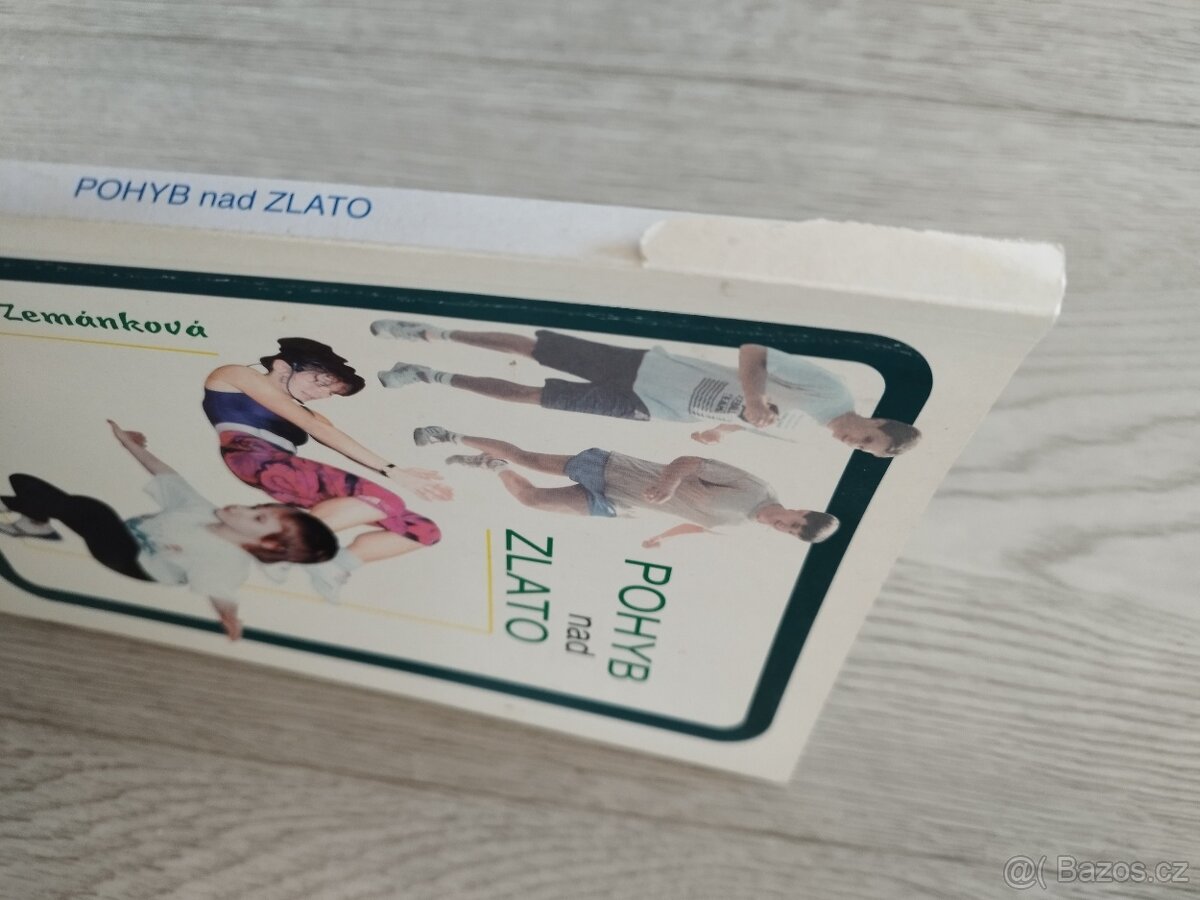 POHYB nad ZLATO
Zemánková
POHYB
nad
ZLATO
@( Bazos.cz